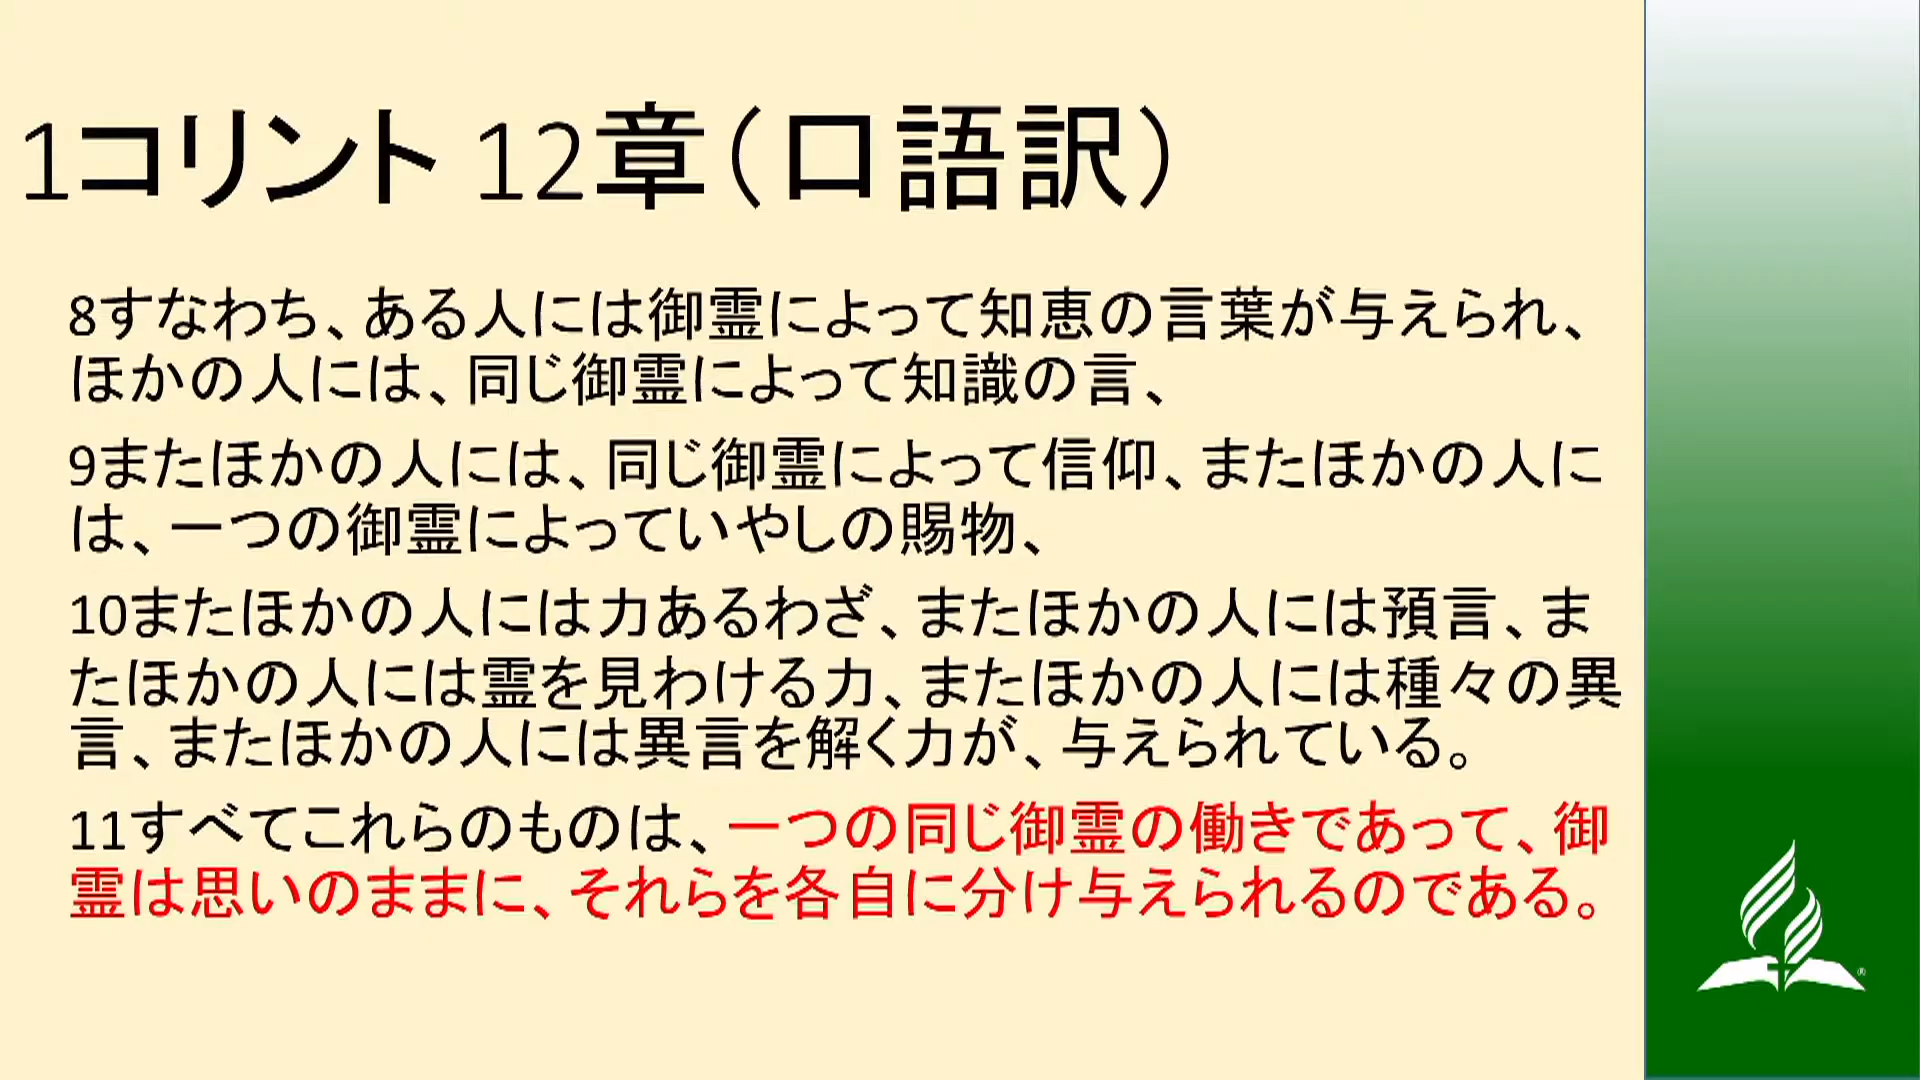 1コリント 12章（口語訳）
8すなわち、ある人には御霊によって知恵の言葉が与えられ、
ほかの人には、同じ御霊によって知識の言、
9またほかの人には、同じ御霊によって信仰、またほかの人に
は、一つの御霊によっていやしの賜物、
10またほかの人には力あるわざ、またほかの人には預言、ま
たほかの人には霊を見わける力、またほかの人には種々の異
言、またほかの人には異言を解く力が、与えられている。
11すべてこれらのものは、一つの同じ御霊の働きであって、御
霊は思いのままに、それらを各自に分け与えられるのである。
®